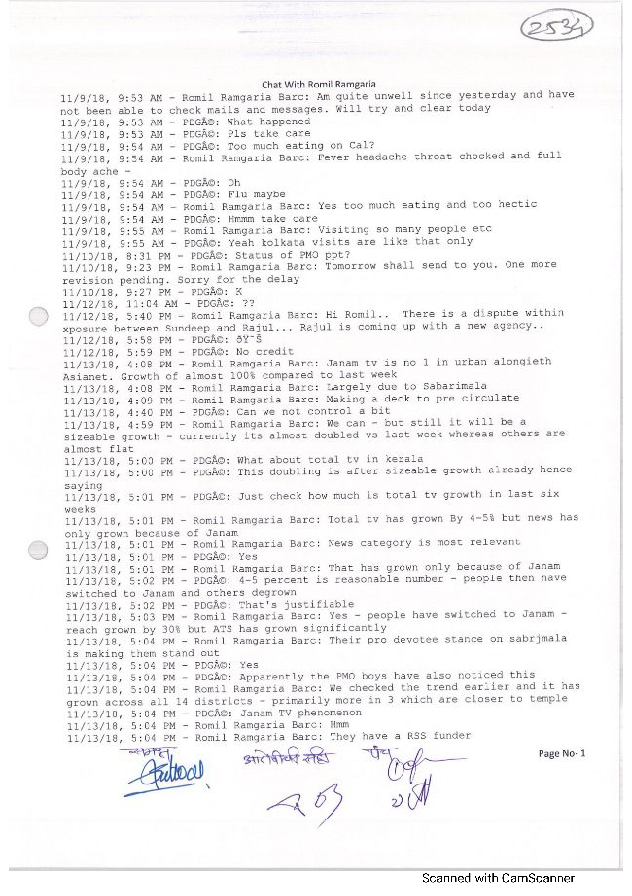 2534
Chat With Romil Ramgaria
11/9/18, 9:53 AM - Romil Ramgaria Barc: Am quite unwell since yesterday and have
not been able to check mails anc messages. Will try and clear today
11/9/18, 9:53 AM - PDGÂ©: What happened
11/9/18, 9:53 AM - PDGÂ©: Pls take care
11/9/18, 9:54 AM - PDGÂ©: Too much eating on Cal?
11/9/18, 9:54 AM - Romil Ramgaria Barc: Fever headache throat chocked and full
body ache -
11/9/18, 9:54 AM - PDGÂ©: Oh
11/9/18, 9:54 AM - PDGÂ©: Flu maybe
11/9/18, 9:54 AM - Romil Ramgaria Barc: Yes too much eating and too hectic
11/9/18, 9:54 AM - PDGÂ©: Hmmm take care
11/9/18, 9:55 AM - Romil Ramgaria Barc: Visiting so many people etc
11/9/18, 9:55 AM - PDGÂ©: Yeah kolkata visits are like that only
11/10/18, 8:31 PM - PDGÂ©: Status of PMO ppt?
11/10/18, 9:23 PM - Romil Ramgaria Barc: Tomorrow shall send to you. One more
revision pending. Sorry for the delay
11/10/18, 9:27 PM - PDGÂ©: K
11/12/18, 11:04 AM - PDGÂ©: ??
11/12/18, 5:40 PM - Romil Ramgaria Barc: Hi Romil.. There is a dispute within
xposure between Sundeep and Rajul... Rajul is coming up with a new agency..
11/12/18, 5:58 PM - PDGÂ©: ðŸ˜Š
11/12/18, 5:59 PM - PDGÂ©: No credit
11/13/18, 4:08 PM - Romil Ramgaria Barc: Janam tv is no 1 in urban alongieth
Asianet. Growth of almost 100% compared to last week
11/13/18, 4:08 PM - Romil Ramgaria Barc: Largely due to Sabarimala
11/13/18, 4:09 PM - Romil Ramgaria Barc: Making a deck to pre circulate
11/13/18, 4:40 PM - PDGÂ©: Can we not control a bit
11/13/18, 4:59 PM - Romil Ramgaria Barc: We can - but still it will be a
sizeable growth - currently its almost doubled vs last week whereas others are
almost flat
11/13/18, 5:00 PM - PDGÂ©: What about total tv in kerala
11/13/18, 5:00 PM - PDGÂ©: This doubling is after sizeable growth already hence
saying
11/13/18, 5:01 PM - PDGÂ©: Just check how much is total tv growth in last six
weeks
11/13/18, 5:01 PM - Romil Ramgaria Barc: Total tv has grown By 4-5% but news has
only grown because of Janam
11/13/18, 5:01 PM - Romil Ramgaria Barc: News category is most relevant
11/13/18, 5:01 PM - PDGÂ©: Yes
11/13/18, 5:01 PM - Romil Ramgaria Barc: That has grown only because of Janam
11/13/18, 5:02 PM - PDGÂ©: 4-5 percent is reasonable number - people then have
switched to Janam and others degrown
11/13/18, 5:02 PM - PDGÂ©: That's justifiable
11/13/18, 5:03 PM - Romil Ramgaria Barc: Yes - people have switched to Janam -
reach grown by 30% but ATS has grown significantly
11/13/18, 5:04 PM - Romil Ramgaria Barc: Their pro devotee stance on sabrjmala
is making them stand out
11/13/18, 5:04 PM - PDGÂ©: Yes
11/13/18, 5:04 PM - PDGÂ©: Apparently the PMO boys have also noticed this
11/13/18, 5:04 PM - Romil Ramgaria Barc: We checked the trend earlier and it has
grown across all 14 districts - primarily more in 3 which are closer to temple
11/13/18, 5:04 PM - PDGÂ©: Janam TV phenomenon
11/13/18, 5:04 PM - Romil Ramgaria Barc: Hmm
11/13/18, 5:04 PM - Romil Ramgaria Barc: They have a RSS funder
पंच
Page No- 1
Scanned with CamScanner